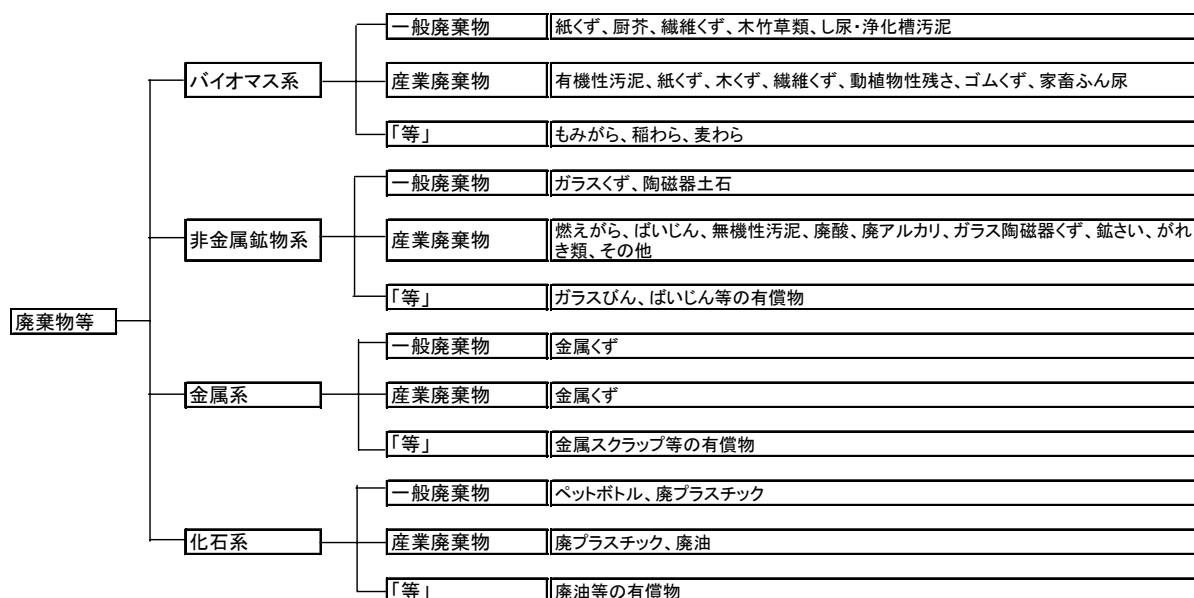 一般廃棄物 紙くず、厨芥、繊維くず、木竹草類、し尿・浄化槽汚泥
バイオマス系 産業廃棄物 有機性汚泥、紙くず、木くず、繊維くず、動植物性残さ、ゴムくず、家畜ふん尿
「等」 もみがら、稲わら、麦わら
一般廃棄物 ガラスくず、陶磁器土石
非金属鉱物系 産業廃棄物 燃えがら、ばいじん、無機性汚泥、廃酸、廃アルカリ、ガラス陶磁器くず、鉱さい、がれ
き類、その他
「等」 ガラスびん、ばいじん等の有償物
廃棄物等
一般廃棄物 金属くず
金属系 産業廃棄物 金属くず
「等」 金属スクラップ等の有償物
一般廃棄物 ペットボトル、廃プラスチック
化石系 産業廃棄物 廃プラスチック、廃油
「等」 廃油等の有償物